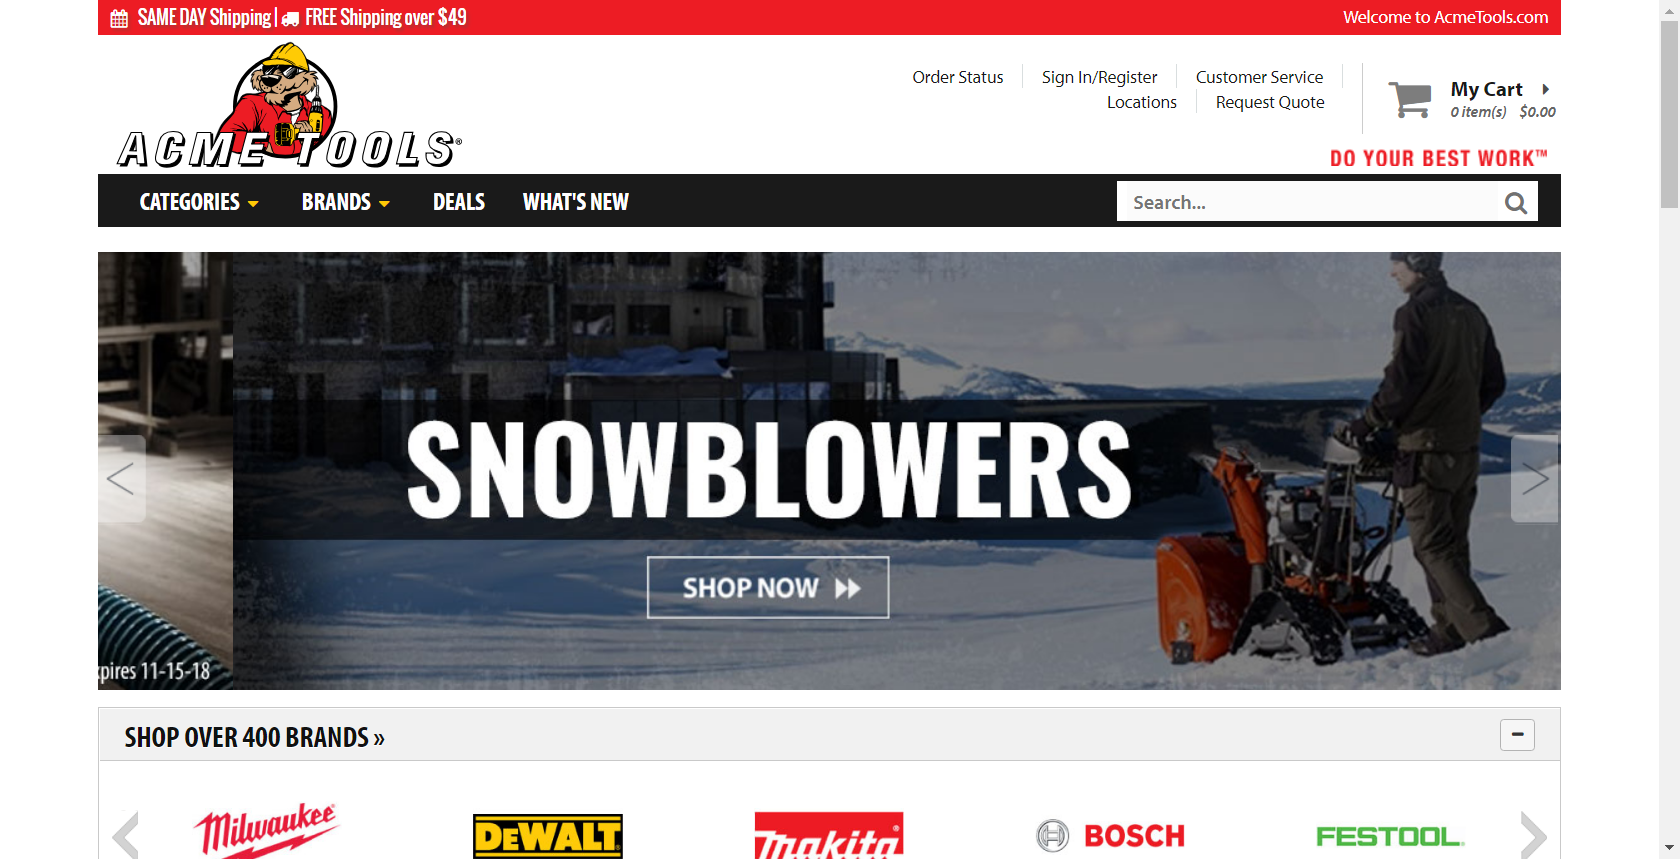 SAME DAY Shipping | FREE Shipping over $49
Welcome to AcmeTools.com
ACME TOOLS®
Order Status
Sign In/Register
Customer Service
Locations
Request Quote
My Cart
0 item(s) $0.00
DO YOUR BEST WORK™
CATEGORIES
BRANDS
DEALS
WHAT'S NEW
Search...
SNOWBLOWERS
SHOP NOW
xpires 11-15-18
SHOP OVER 400 BRANDS »
Milwaukee®
DEWALT
makita®
BOSCH
FESTOOL